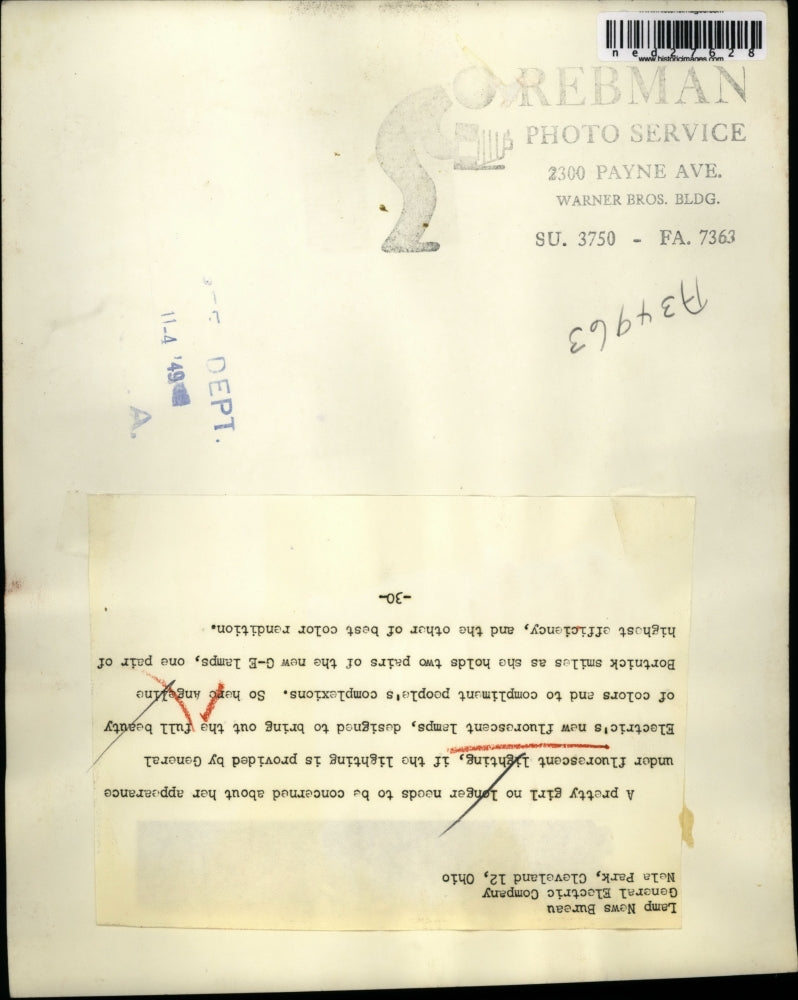 ned27628
www.historicimages.com
REBMAN
PHOTO SERVICE
2300 PAYNE AVE.
WARNER BROS. BLDG.
SU. 3750 - FA. 7363
A34963
DEPT.
11-4 '49
A.
Lamp News Bureau
General Electric Company
Nela Park, Cleveland 12, Ohio
A pretty girl no longer needs to be concerned about her appearance
under fluorescent lighting, if the lighting is provided by General
Electric's new fluorescent lamps, designed to bring out the full beauty
of colors and to compliment people's complexions. So here Angeline
Bortnick smiles as she holds two pairs of the new G-E lamps, one pair of
highest efficiency, and the other of best color rendition.
-30-